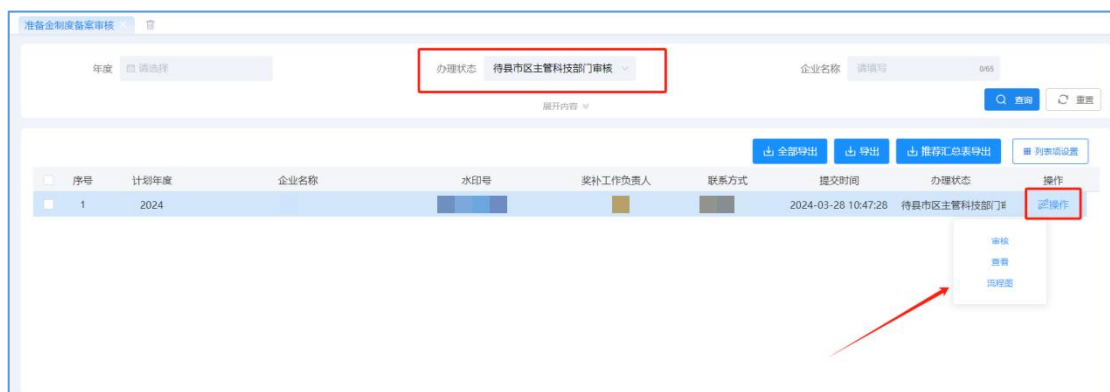 准备金制度备案审核
年度 请选择 办理状态 待县市区主管科技部门审核 企业名称 请填写 0/65
展开内容
查询 重置
全部导出 导出 推荐汇总表导出 列表项设置
序号 计划年度 企业名称 水印号 奖补工作负责人 联系方式 提交时间 办理状态 操作
1 2024 2024-03-28 10:47:28 待县市区主管科技部门审 操作
审核
查看
流程图